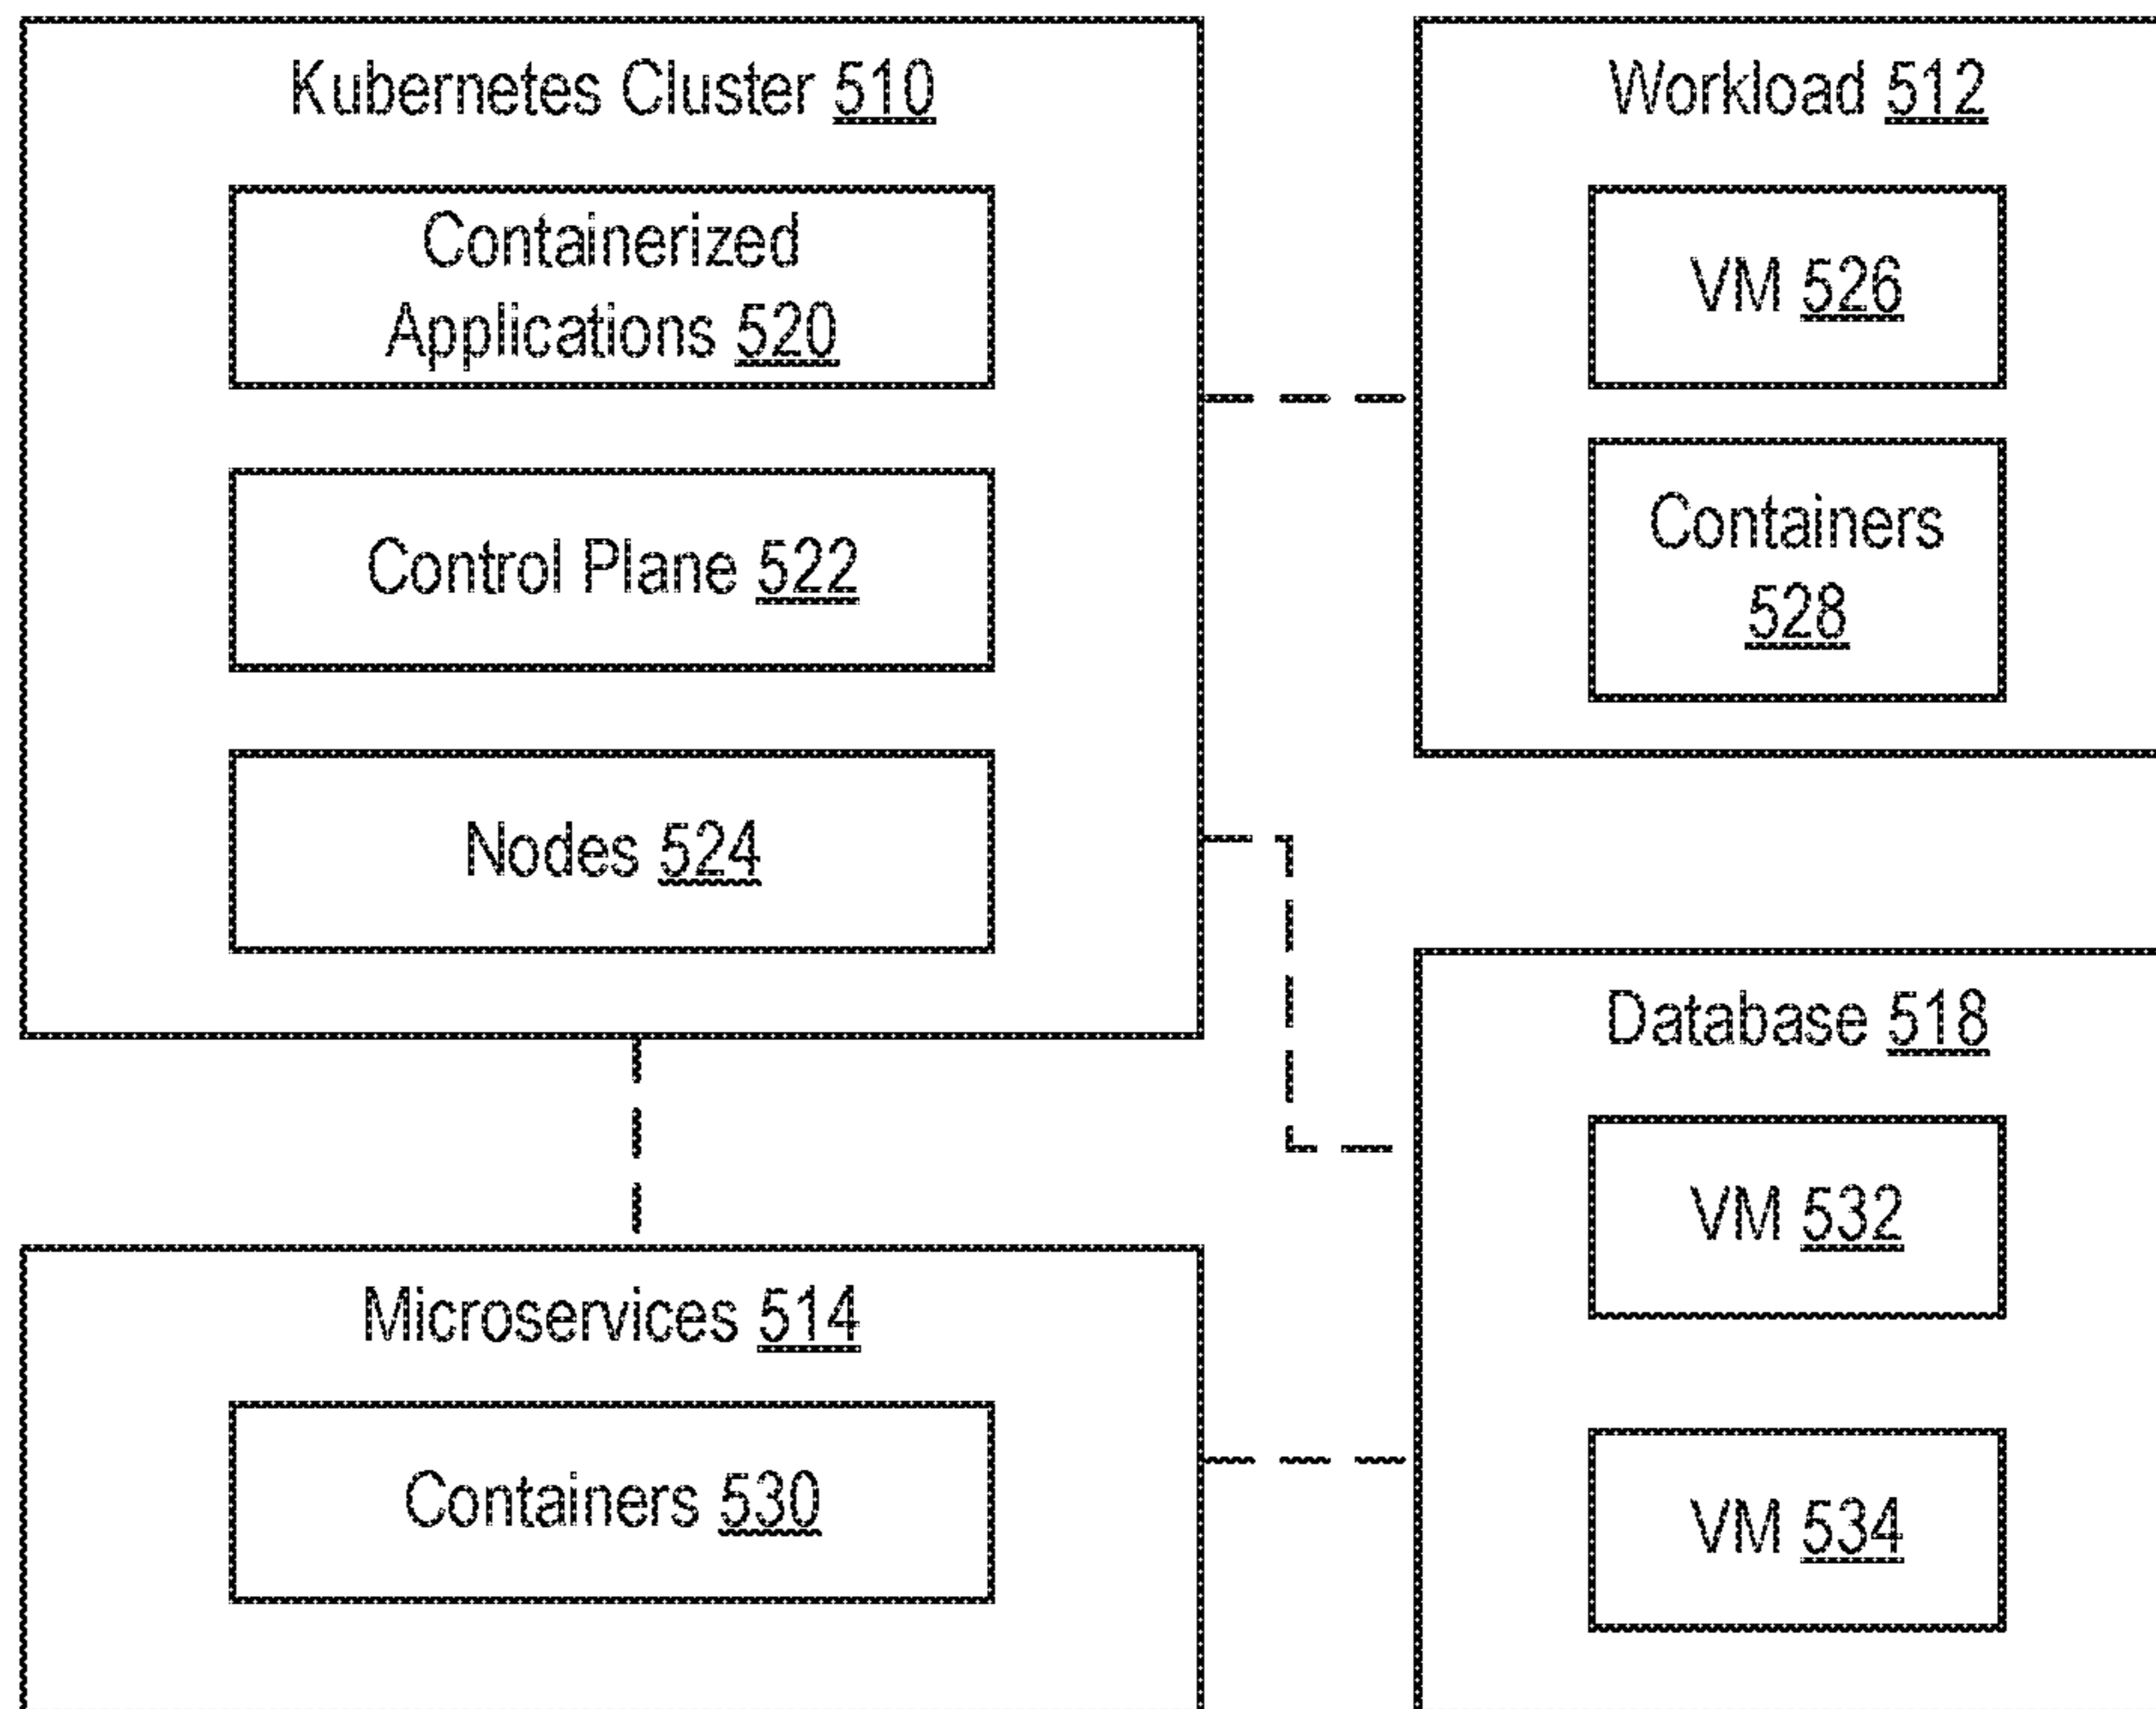 Kubernetes Cluster 510
Containerized
Applications 520
Control Plane 522
Nodes 524
Workload 512
VM 526
Containers
528
Microservices 514
Containers 530
Database 518
VM 532
VM 534